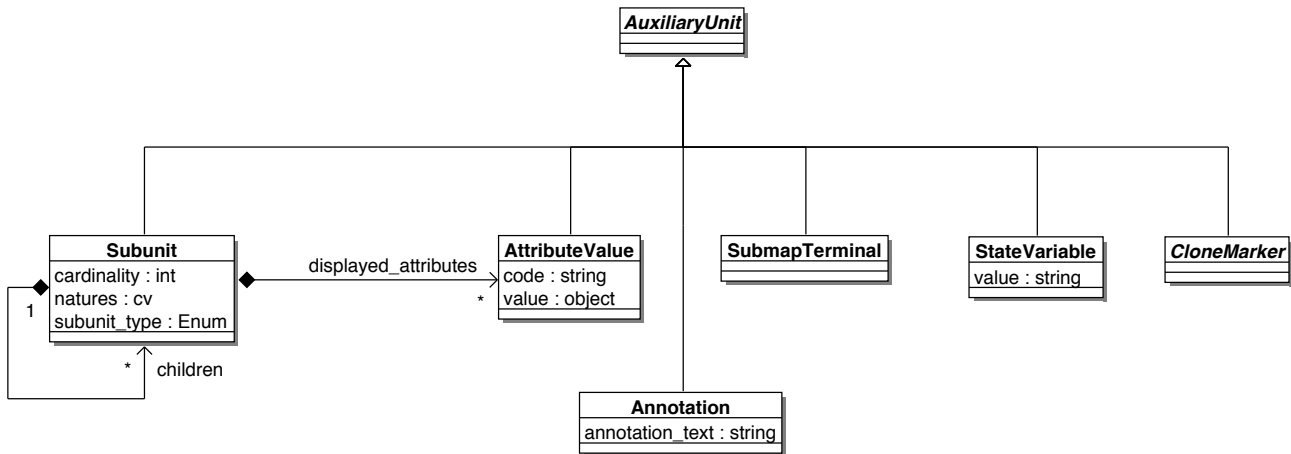 AuxiliaryUnit
Subunit
cardinality : int
natures : cv
subunit_type : Enum
1
* children
displayed_attributes
*
AttributeValue
code : string
value : object
SubmapTerminal
StateVariable
value : string
CloneMarker
Annotation
annotation_text : string